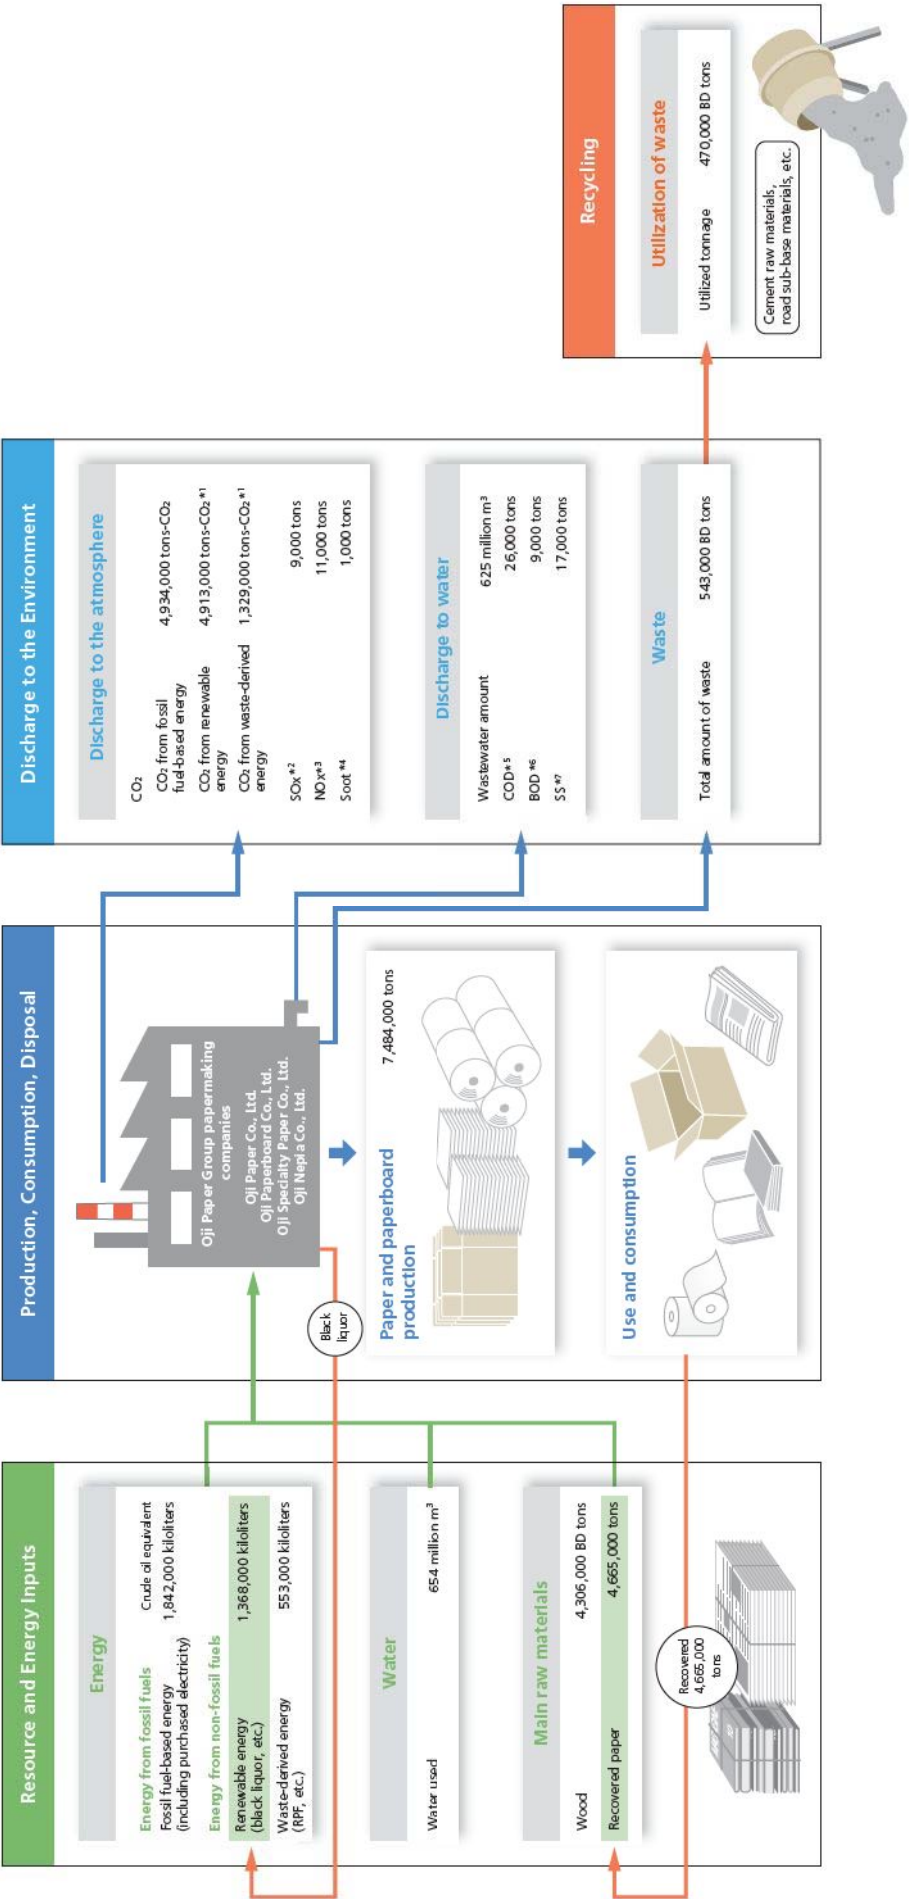 Resource and Energy Inputs
Energy
Energy from fossil fuels
Crude oil equivalent
Fossil fuel-based energy
(including purchased electricity)
1,842,000 kiloliters
Energy from non-fossil fuels
Renewable energy
(black liquor, etc.)
1,368,000 kiloliters
Waste-derived energy
(RPF, etc.)
553,000 kiloliters
Water
Water used
654 million m³
Main raw materials
Wood
4,306,000 BD tons
Recovered paper
4,665,000 tons
Recovered
4,665,000
tons
Production, Consumption, Disposal
Oji Paper Group papermaking
companies
Oji Paper Co., Ltd.
Oji Paperboard Co., Ltd.
Oji Specialty Paper Co., Ltd.
Oji Nepia Co., Ltd.
Black
liquor
Paper and paperboard
production
7,484,000 tons
Use and consumption
Discharge to the Environment
Discharge to the atmosphere
CO₂
CO₂ from fossil
fuel-based energy
4,934,000 tons-CO₂
CO₂ from renewable
energy
4,913,000 tons-CO₂*¹
CO₂ from waste-derived
energy
1,329,000 tons-CO₂*¹
SOx*²
9,000 tons
NOx*³
11,000 tons
Soot *⁴
1,000 tons
Discharge to water
Wastewater amount
625 million m³
COD*⁵
26,000 tons
BOD *⁶
9,000 tons
SS*⁷
17,000 tons
Waste
Total amount of waste
543,000 BD tons
Recycling
Utilization of waste
Utilized tonnage
470,000 BD tons
Cement raw materials,
road sub-base materials, etc.